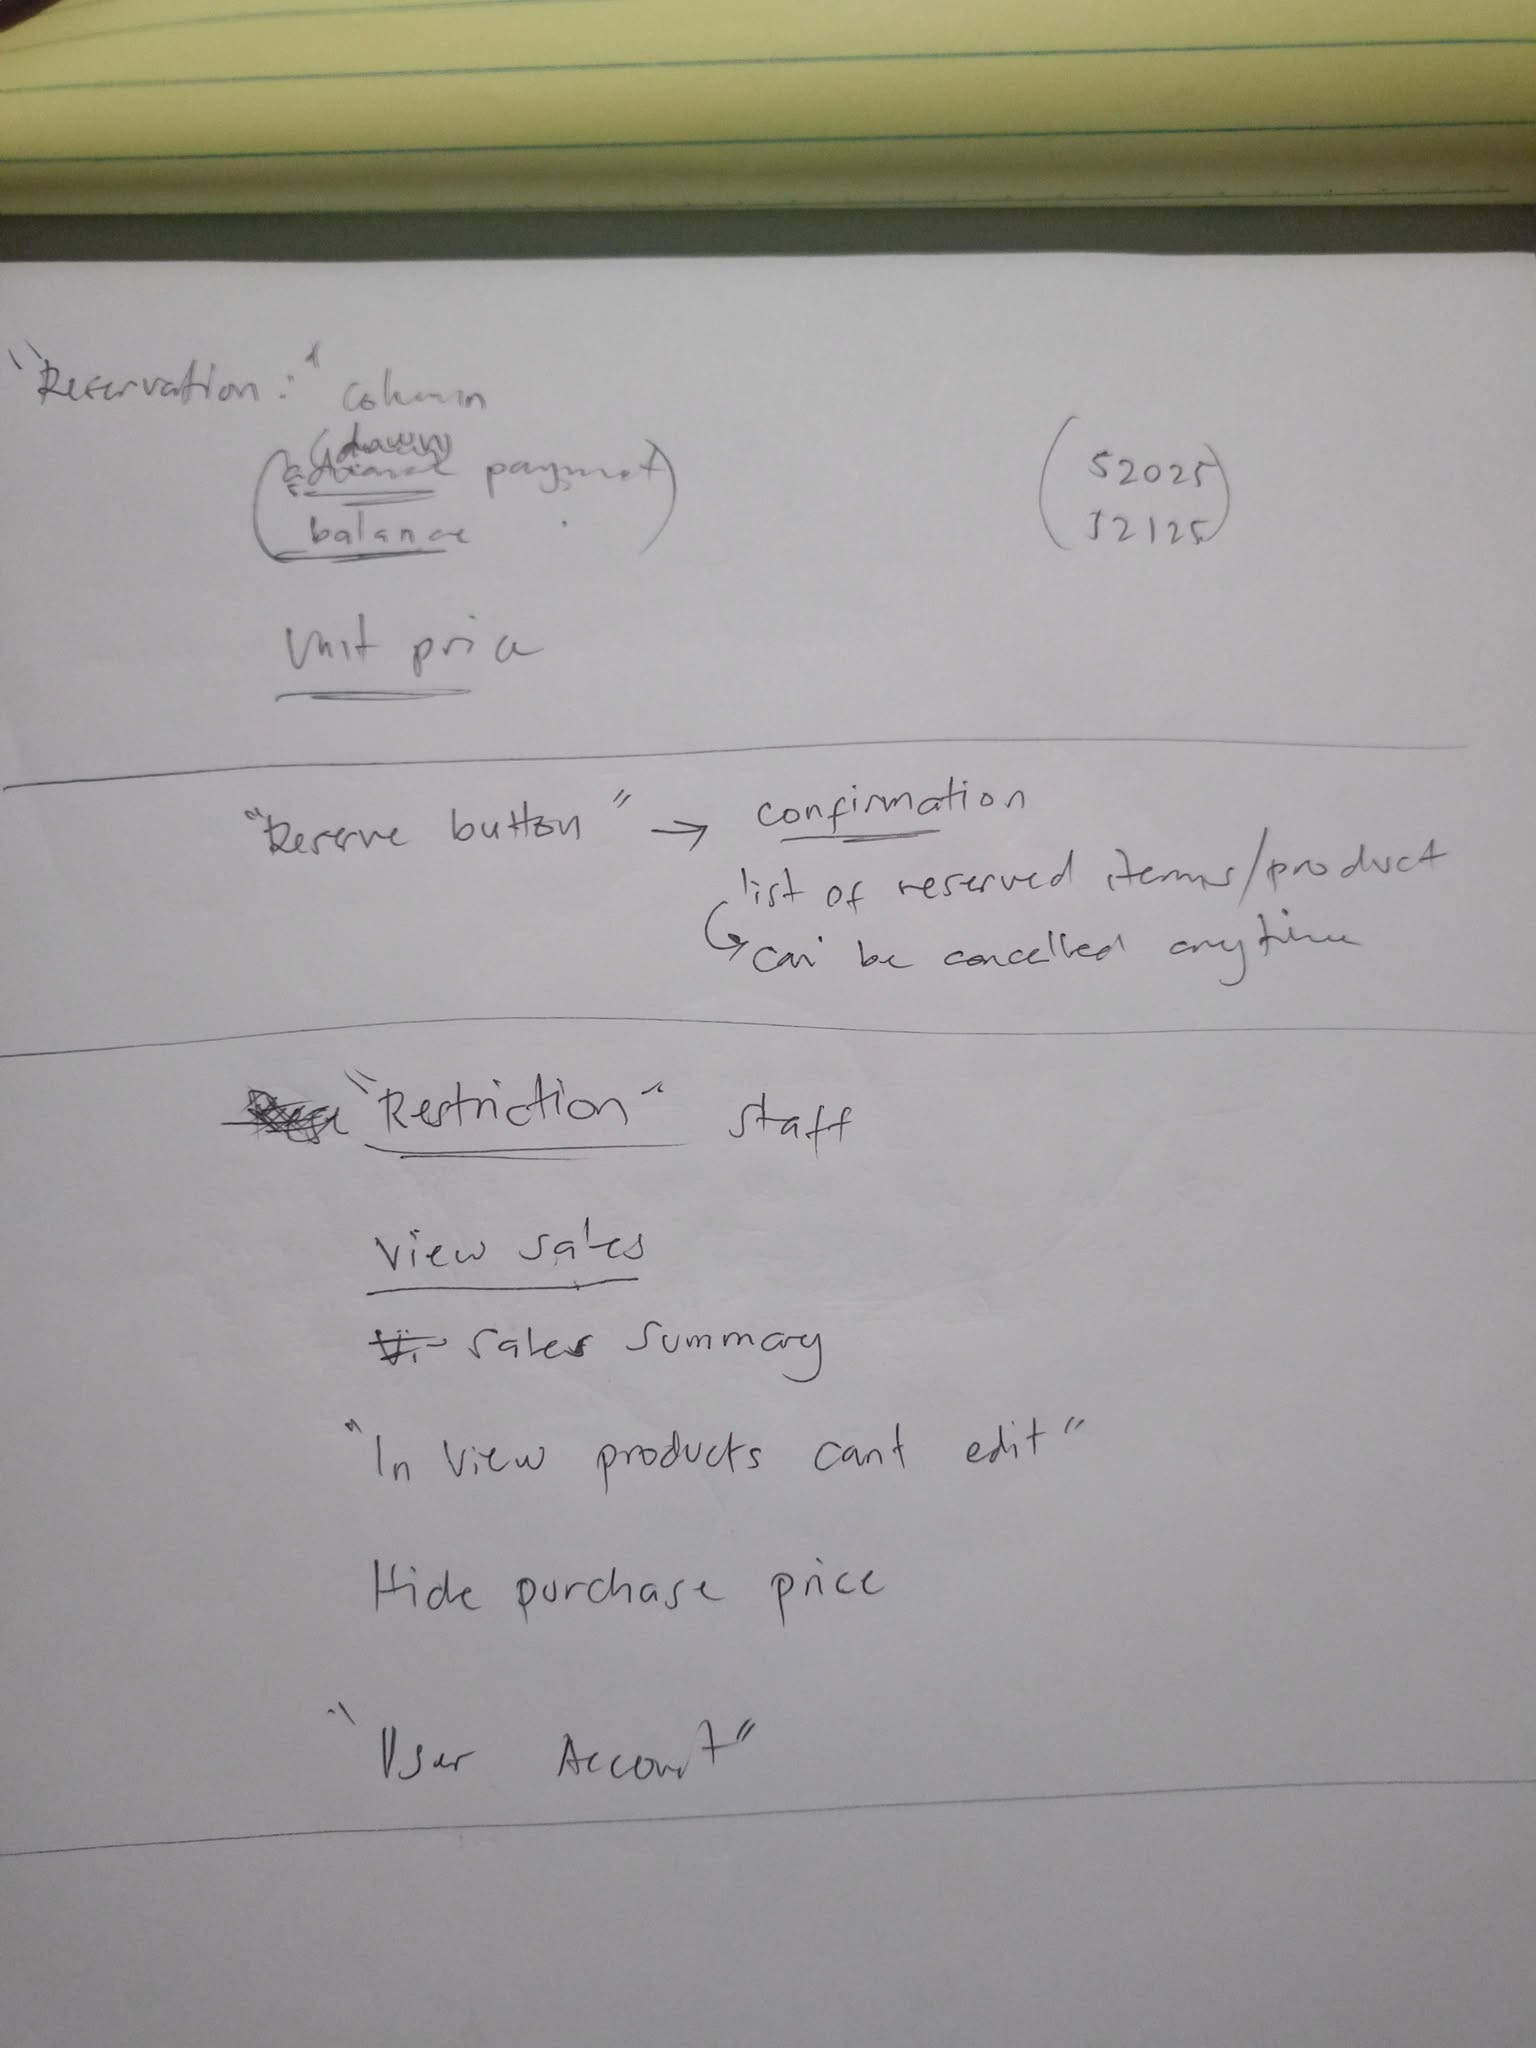 "Reservation:" Column
(down)
advance payment
balance
(52025
52125)
Unit price
"Reserve button" → confirmation
list of reserved items/product
↳ can be cancelled anytime
"Restriction" staff
View sales
sales summary
"In View products cant edit"
Hide purchase price
"User Account"